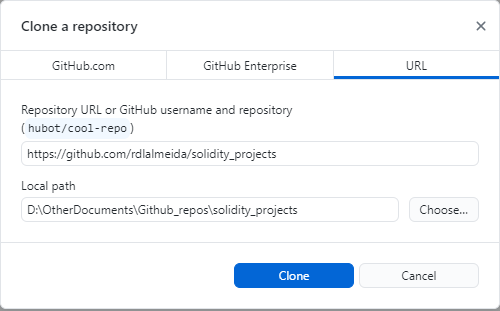 Clone a repository
GitHub.com
GitHub Enterprise
URL
Repository URL or GitHub username and repository
( hubot/cool-repo )
https://github.com/rdlalmeida/solidity_projects
Local path
D:\OtherDocuments\Github_repos\solidity_projects
Choose...
Clone
Cancel